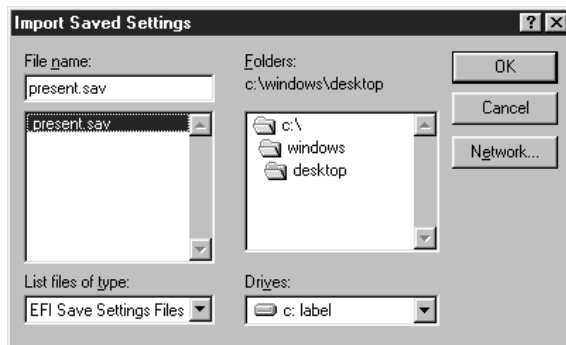 Import Saved Settings
File name:
present.sav
present.sav
List files of type:
EFI Save Settings Files
Folders:
c:\windows\desktop
c:\
windows
desktop
Drives:
c: label
OK
Cancel
Network...